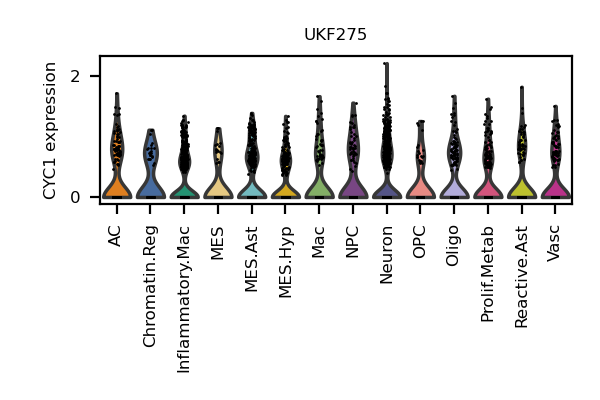 UKF275
CYC1 expression
2
0
AC
Chromatin.Reg
Inflammatory.Mac
MES
MES.Ast
MES.Hyp
Mac
NPC
Neuron
OPC
Oligo
Prolif.Metab
Reactive.Ast
Vasc